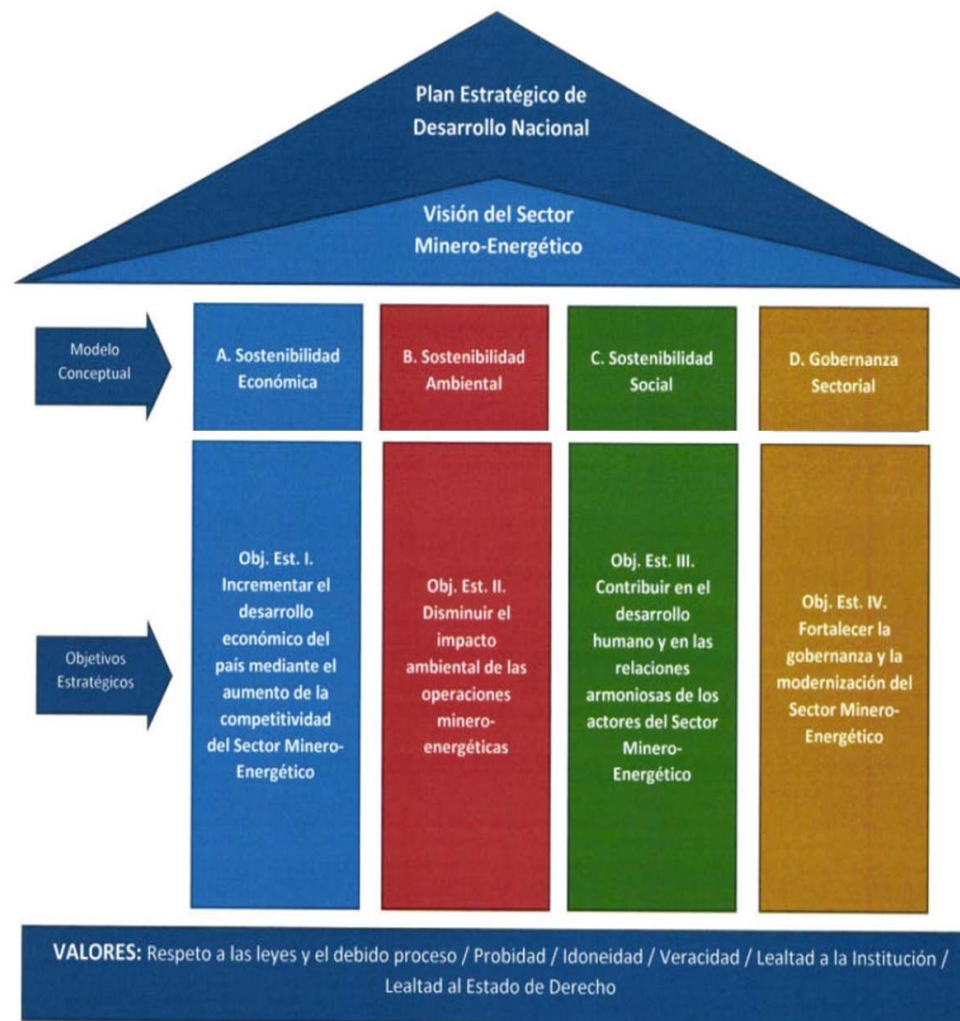 Plan Estratégico de
Desarrollo Nacional
Visión del Sector
Minero-Energético
Modelo
Conceptual
A. Sostenibilidad
Económica
B. Sostenibilidad
Ambiental
C. Sostenibilidad
Social
D. Gobernanza
Sectorial
Objetivos
Estratégicos
Obj. Est. I.
Incrementar el
desarrollo
económico del
país mediante el
aumento de la
competitividad
del Sector Minero-
Energético
Obj. Est. II.
Disminuir el
impacto
ambiental de las
operaciones
minero-
energéticas
Obj. Est. III.
Contribuir en el
desarrollo
humano y en las
relaciones
armoniosas de los
actores del Sector
Minero-
Energético
Obj. Est. IV.
Fortalecer la
gobernanza y la
modernización del
Sector Minero-
Energético
VALORES: Respeto a las leyes y el debido proceso / Probidad / Idoneidad / Veracidad / Lealtad a la Institución /
Lealtad al Estado de Derecho